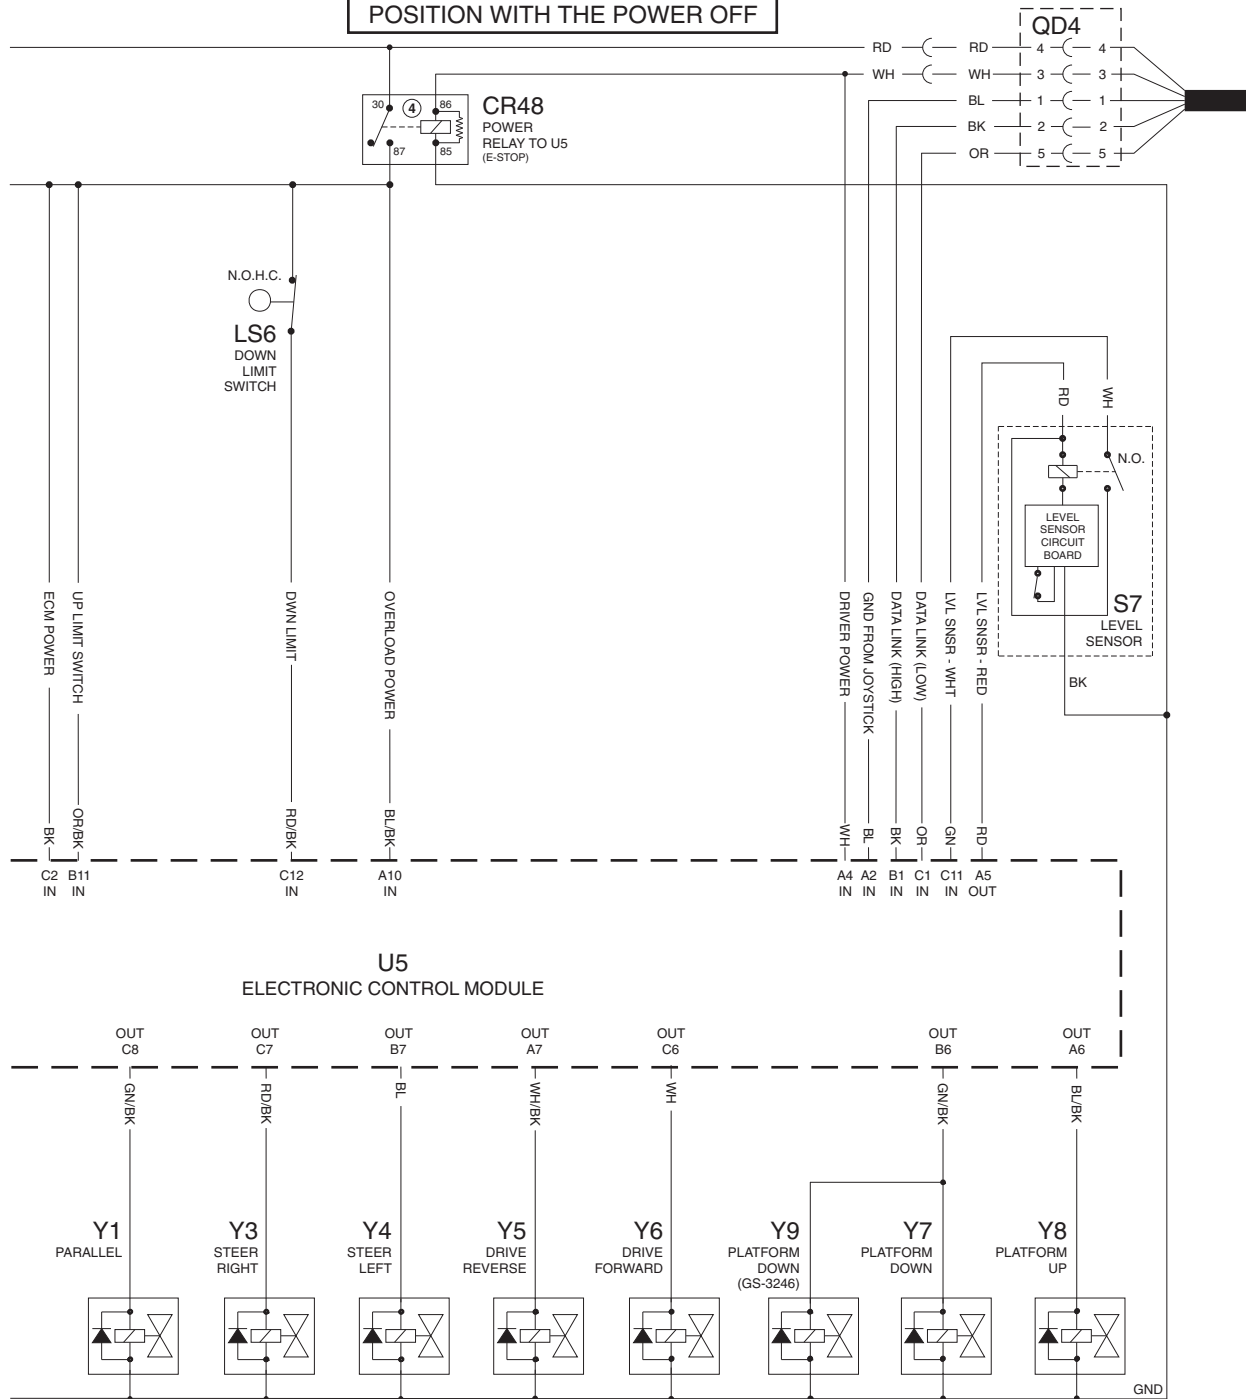 POSITION WITH THE POWER OFF
QD4
RD RD 4 4
WH WH 3 3
BL 1 1
BK 2 2
OR 5 5
30 4 86
87 85
CR48
POWER
RELAY TO U5
(E-STOP)
N.O.H.C.
LS6
DOWN
LIMIT
SWITCH
RD WH
N.O.
LEVEL
SENSOR
CIRCUIT
BOARD
S7
LEVEL
SENSOR
BK
ECM POWER
UP LIMIT SWITCH
DWN LIMIT
OVERLOAD POWER
DRIVER POWER
GND FROM JOYSTICK
DATA LINK (HIGH)
DATA LINK (LOW)
LVL SNSR - WHT
LVL SNSR - RED
BK OR/BK RD/BK BL/BK WH BL BK OR GN RD
C2 B11 C12 A10 A4 A2 B1 C1 C11 A5
IN IN IN IN IN IN IN IN IN OUT
U5
ELECTRONIC CONTROL MODULE
OUT OUT OUT OUT OUT OUT OUT
C8 C7 B7 A7 C6 B6 A6
GN/BK RD/BK BL WH/BK WH GN/BK BL/BK
Y1
PARALLEL
Y3
STEER
RIGHT
Y4
STEER
LEFT
Y5
DRIVE
REVERSE
Y6
DRIVE
FORWARD
Y9
PLATFORM
DOWN
(GS-3246)
Y7
PLATFORM
DOWN
Y8
PLATFORM
UP
GND